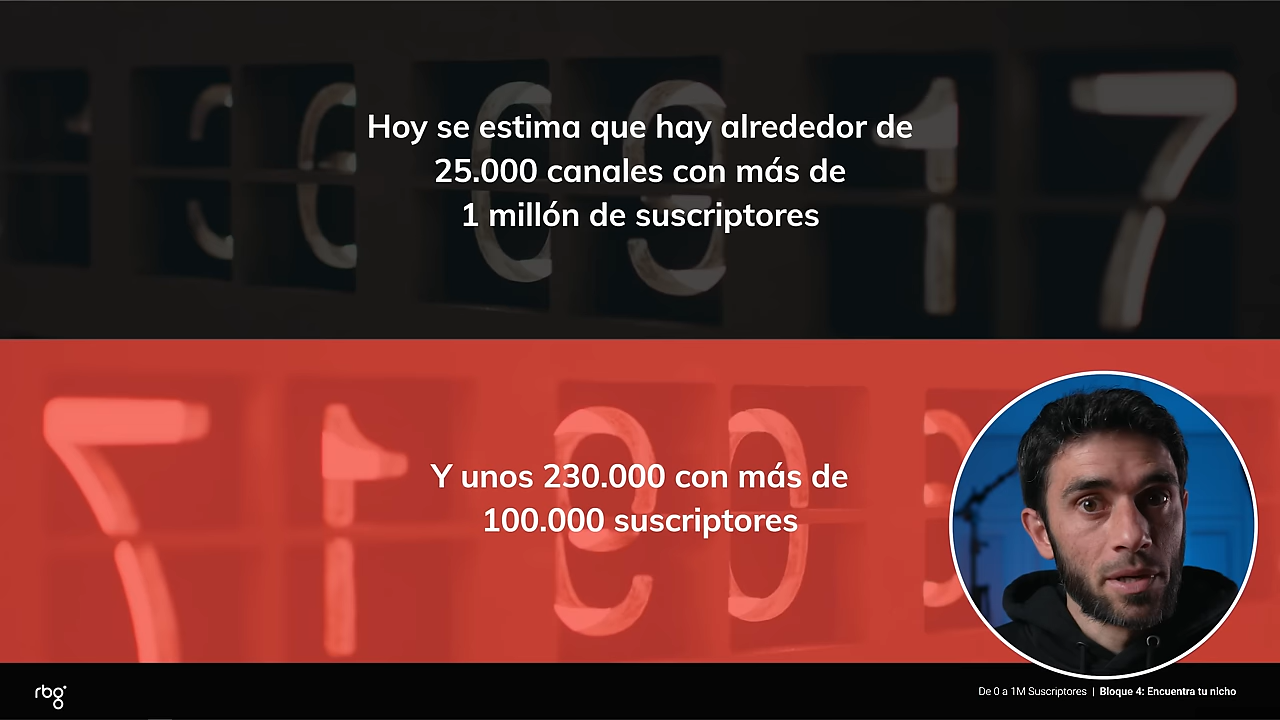 Hoy se estima que hay alrededor de
25.000 canales con más de
1 millón de suscriptores
Y unos 230.000 con más de
100.000 suscriptores
rbg
De 0 a 1M Suscriptores | Bloque 4: Encuentra tu nicho